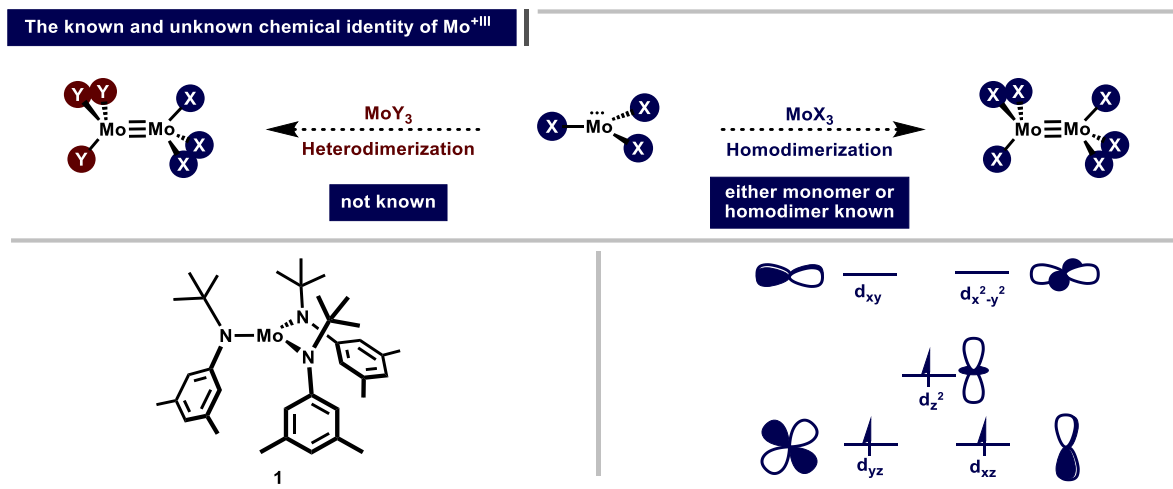 The known and unknown chemical identity of Mo+III
Y Y X
Mo≡Mo
Y X X
MoY3
Heterodimerization
not known
X Mo X X
MoX3
Homodimerization
either monomer or
homodimer known
X X X
Mo≡Mo
X X X
N Mo N
N
1
dxy dx2-y2
dz2
dyz dxz